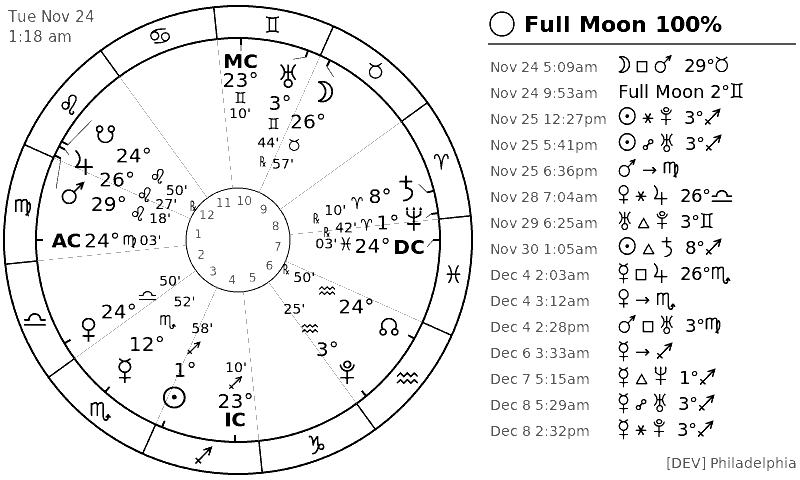 Tue Nov 24
1:18 am
Full Moon 100%
Nov 24 5:09am ☽ □ ♂ 29°♉
Nov 24 9:53am Full Moon 2°♊
Nov 25 12:27pm ☉ ⚹ ⯓ 3°♐
Nov 25 5:41pm ☉ ☍ ♅ 3°♐
Nov 25 6:36pm ♂ → ♍
Nov 28 7:04am ♀ ⚹ ♃ 26°♎
Nov 29 6:25am ♅ △ ⯓ 3°♊
Nov 30 1:05am ☉ △ ♄ 8°♐
Dec 4 2:03am ☿ □ ♃ 26°♏
Dec 4 3:12am ♀ → ♏
Dec 4 2:28pm ♂ □ ♅ 3°♍
Dec 6 3:33am ☿ → ♐
Dec 7 5:15am ☿ △ ♆ 1°♐
Dec 8 5:29am ☿ ☍ ♅ 3°♐
Dec 8 2:32pm ☿ ⚹ ⯓ 3°♐
[DEV] Philadelphia
MC
23°
♊
10'
♅
3°
♊
44'
℞
☽
26°
♉
57'
☋
24°
♌
50'
℞
♃
26°
♌
27'
♂
29°
♌
18'
AC 24° ♍ 03'
♄ 8° ♈ 10' ℞
♆ 1° ♈ 42' ℞
03' ♓ 24° DC
♀ 24° ♎ 50'
☿ 12° ♏ 52'
☉ 1° ♐ 58'
10'
♐
23°
IC
25' ♒ 3° ⯓
℞ 50' ♒ 24° ☊
1
2
3
4
5
6
7
8
9
10
11
12
♊
♉
♈
♓
♒
♑
♐
♏
♎
♍
♌
♋